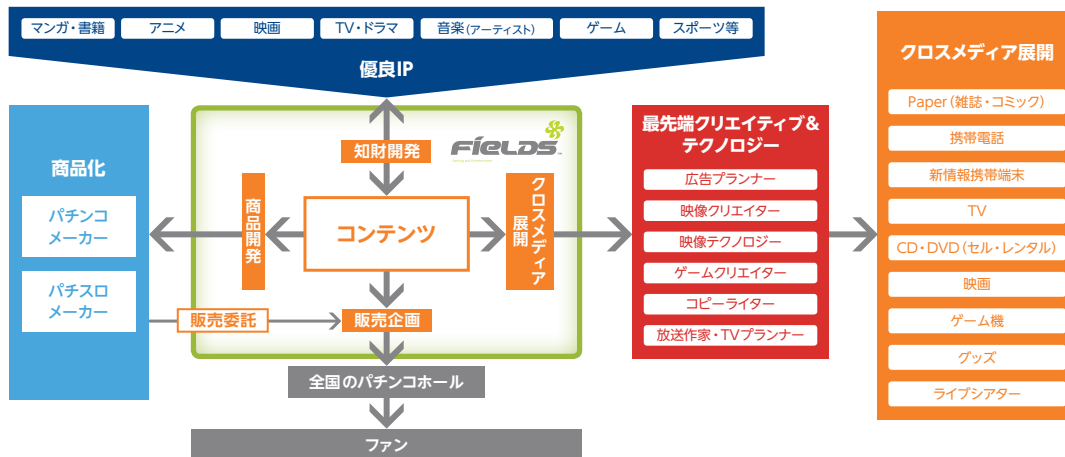 マンガ・書籍
アニメ
映画
TV・ドラマ
音楽(アーティスト)
ゲーム
スポーツ等
優良IP
商品化
パチンコ
メーカー
パチスロ
メーカー
販売委託
FIELDS
知財開発
商品開発
コンテンツ
クロスメディア
展開
販売企画
全国のパチンコホール
ファン
最先端クリエイティブ&
テクノロジー
広告プランナー
映像クリエイター
映像テクノロジー
ゲームクリエイター
コピーライター
放送作家・TVプランナー
クロスメディア展開
Paper(雑誌・コミック)
携帯電話
新情報携帯端末
TV
CD・DVD(セル・レンタル)
映画
ゲーム機
グッズ
ライブシアター